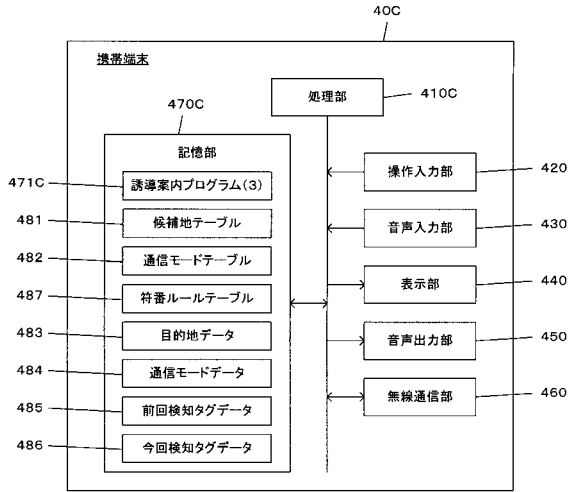 40C
携帯端末
処理部
410C
470C
記憶部
471C
誘導案内プログラム(3)
481
候補地テーブル
482
通信モードテーブル
487
符番ルールテーブル
483
目的地データ
484
通信モードデータ
485
前回検知タグデータ
486
今回検知タグデータ
操作入力部
420
音声入力部
430
表示部
440
音声出力部
450
無線通信部
460